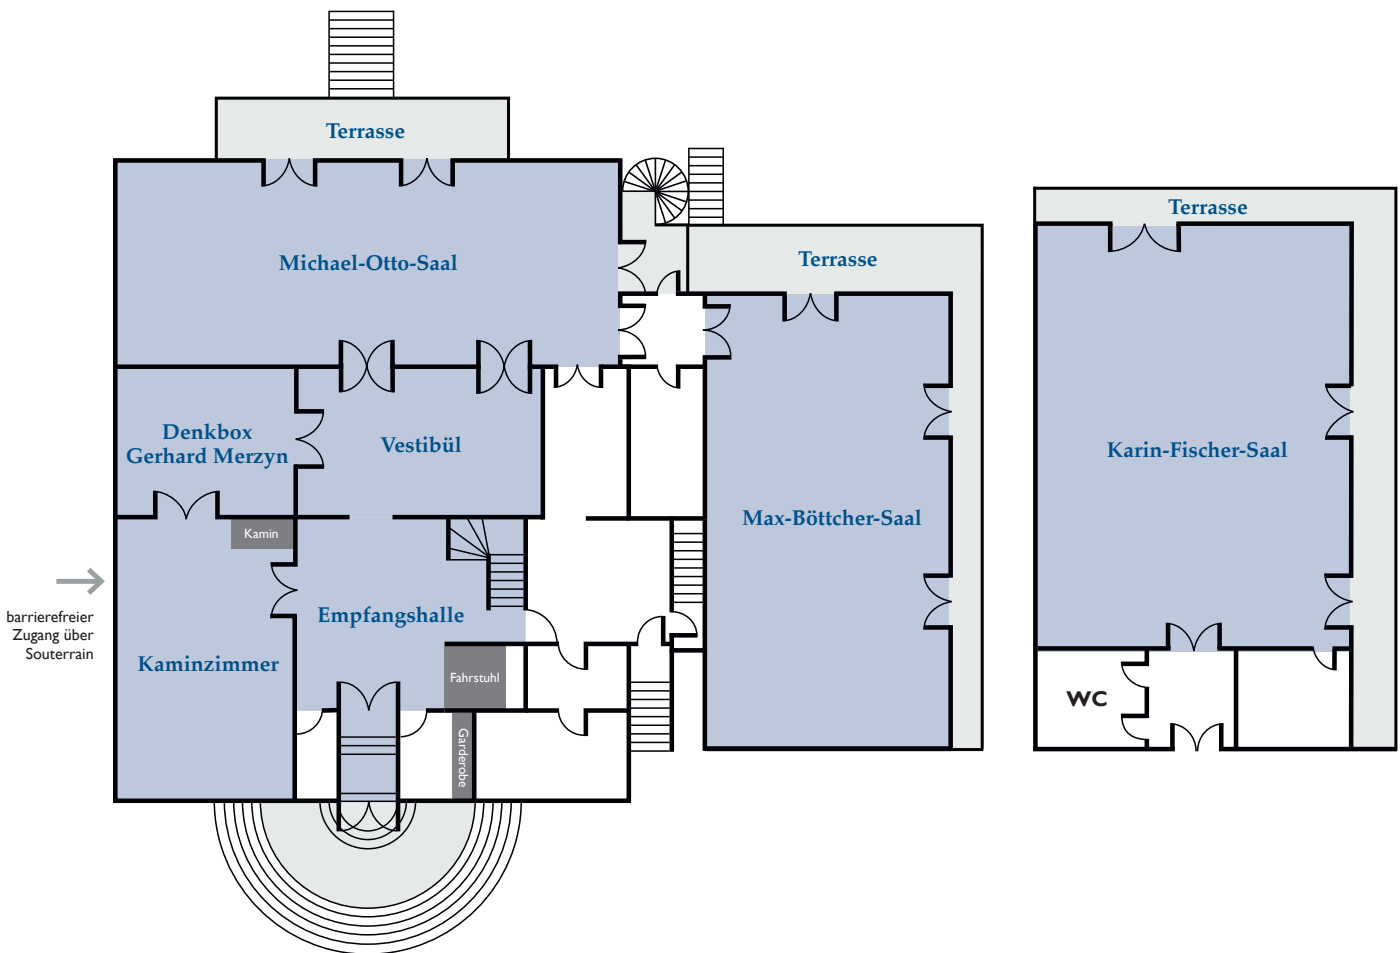 Terrasse
Michael-Otto-Saal
Terrasse
Terrasse
Denkbox
Gerhard Merzyn
Vestibül
Karin-Fischer-Saal
Max-Böttcher-Saal
Kamin
barrierefreier
Zugang über
Souterrain
Empfangshalle
Kaminzimmer
Fahrstuhl
WC
Garderobe